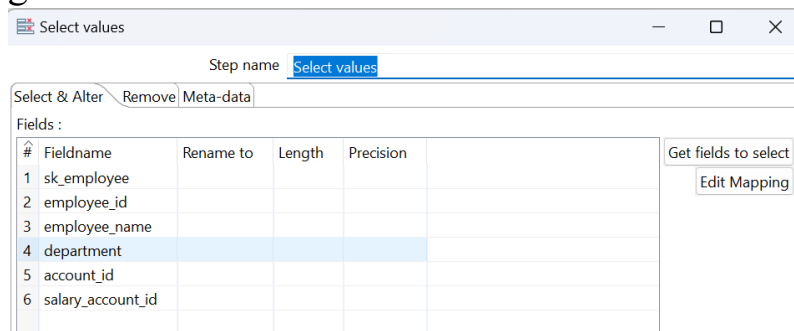 Select values
Step name Select values
Select & Alter Remove Meta-data
Fields :
# Fieldname Rename to Length Precision
Get fields to select
1 sk_employee
Edit Mapping
2 employee_id
3 employee_name
4 department
5 account_id
6 salary_account_id